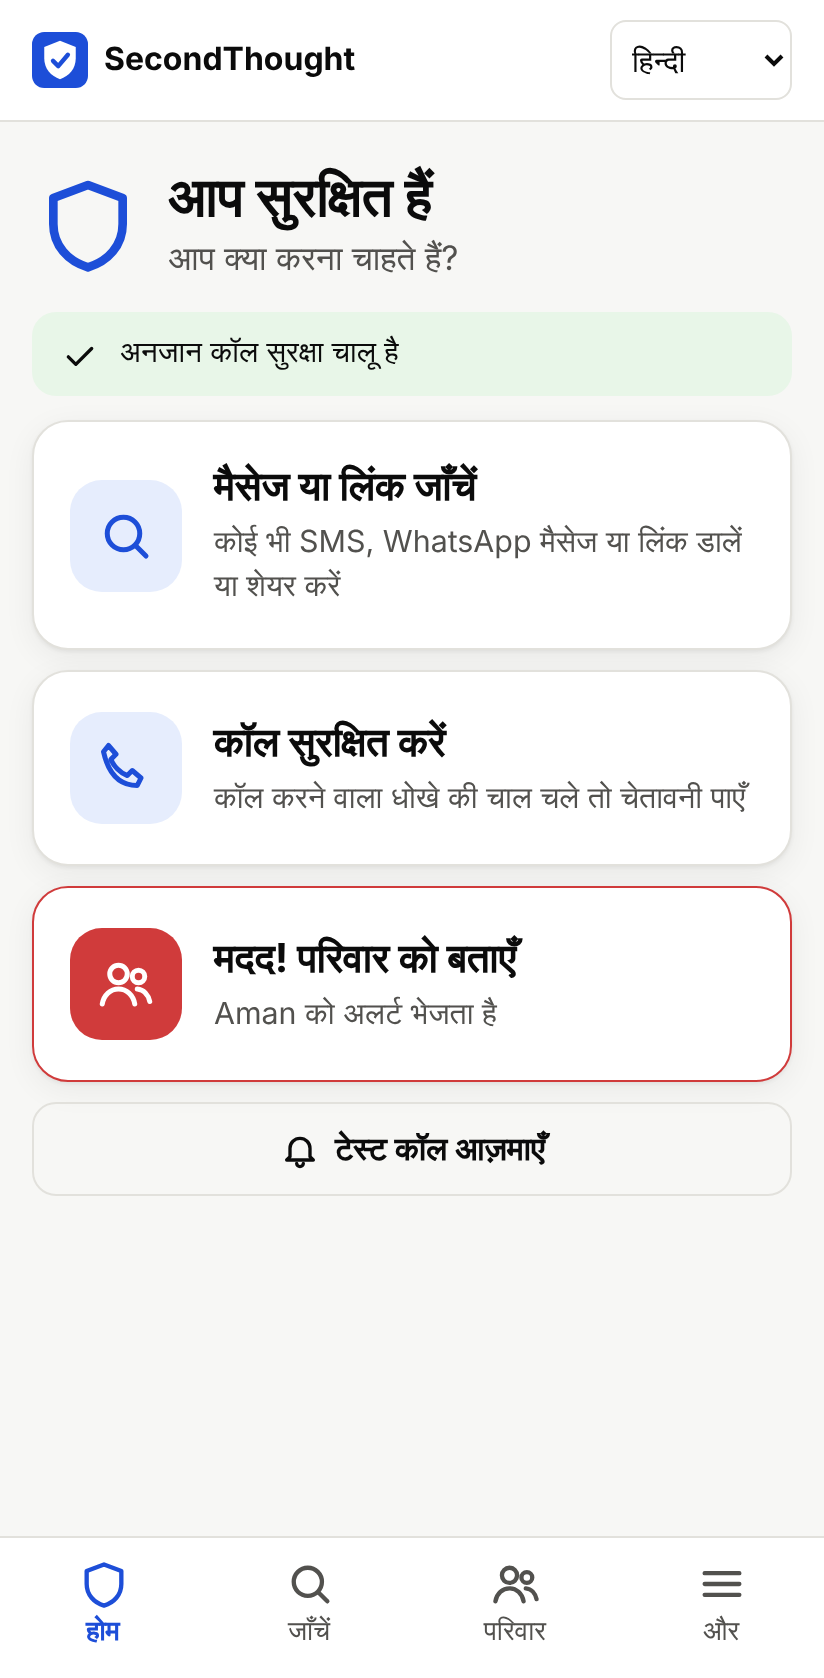 SecondThought
हिन्दी
आप सुरक्षित हैं
आप क्या करना चाहते हैं?
अनजान कॉल सुरक्षा चालू है
मैसेज या लिंक जाँचें
कोई भी SMS, WhatsApp मैसेज या लिंक डालें
या शेयर करें
कॉल सुरक्षित करें
कॉल करने वाला धोखे की चाल चले तो चेतावनी पाएँ
मदद! परिवार को बताएँ
Aman को अलर्ट भेजता है
टेस्ट कॉल आज़माएँ
होम
जाँचें
परिवार
और